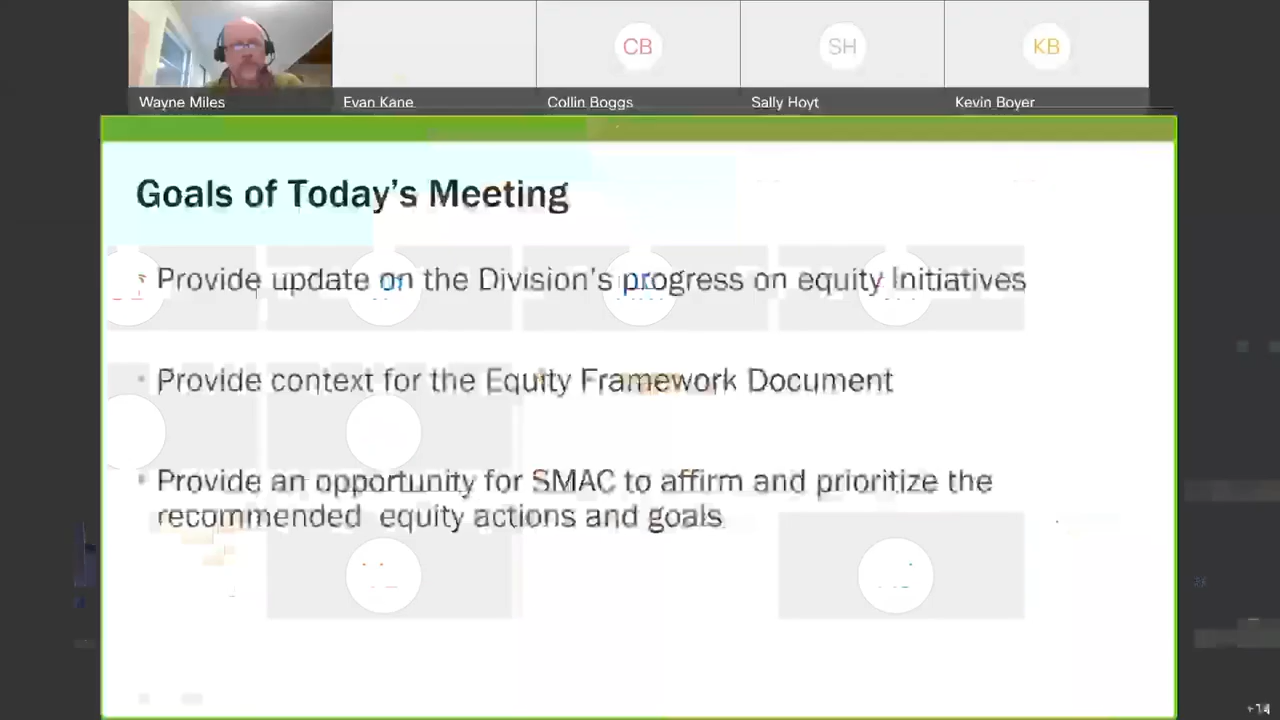 CB
SH
KB
Wayne Miles
Evan Kane
Collin Boggs
Sally Hoyt
Kevin Boyer
Goals of Today's Meeting
Provide update on the Division's progress on equity Initiatives
Provide context for the Equity Framework Document
Provide an opportunity for SMAC to affirm and prioritize the
recommended equity actions and goals
+14